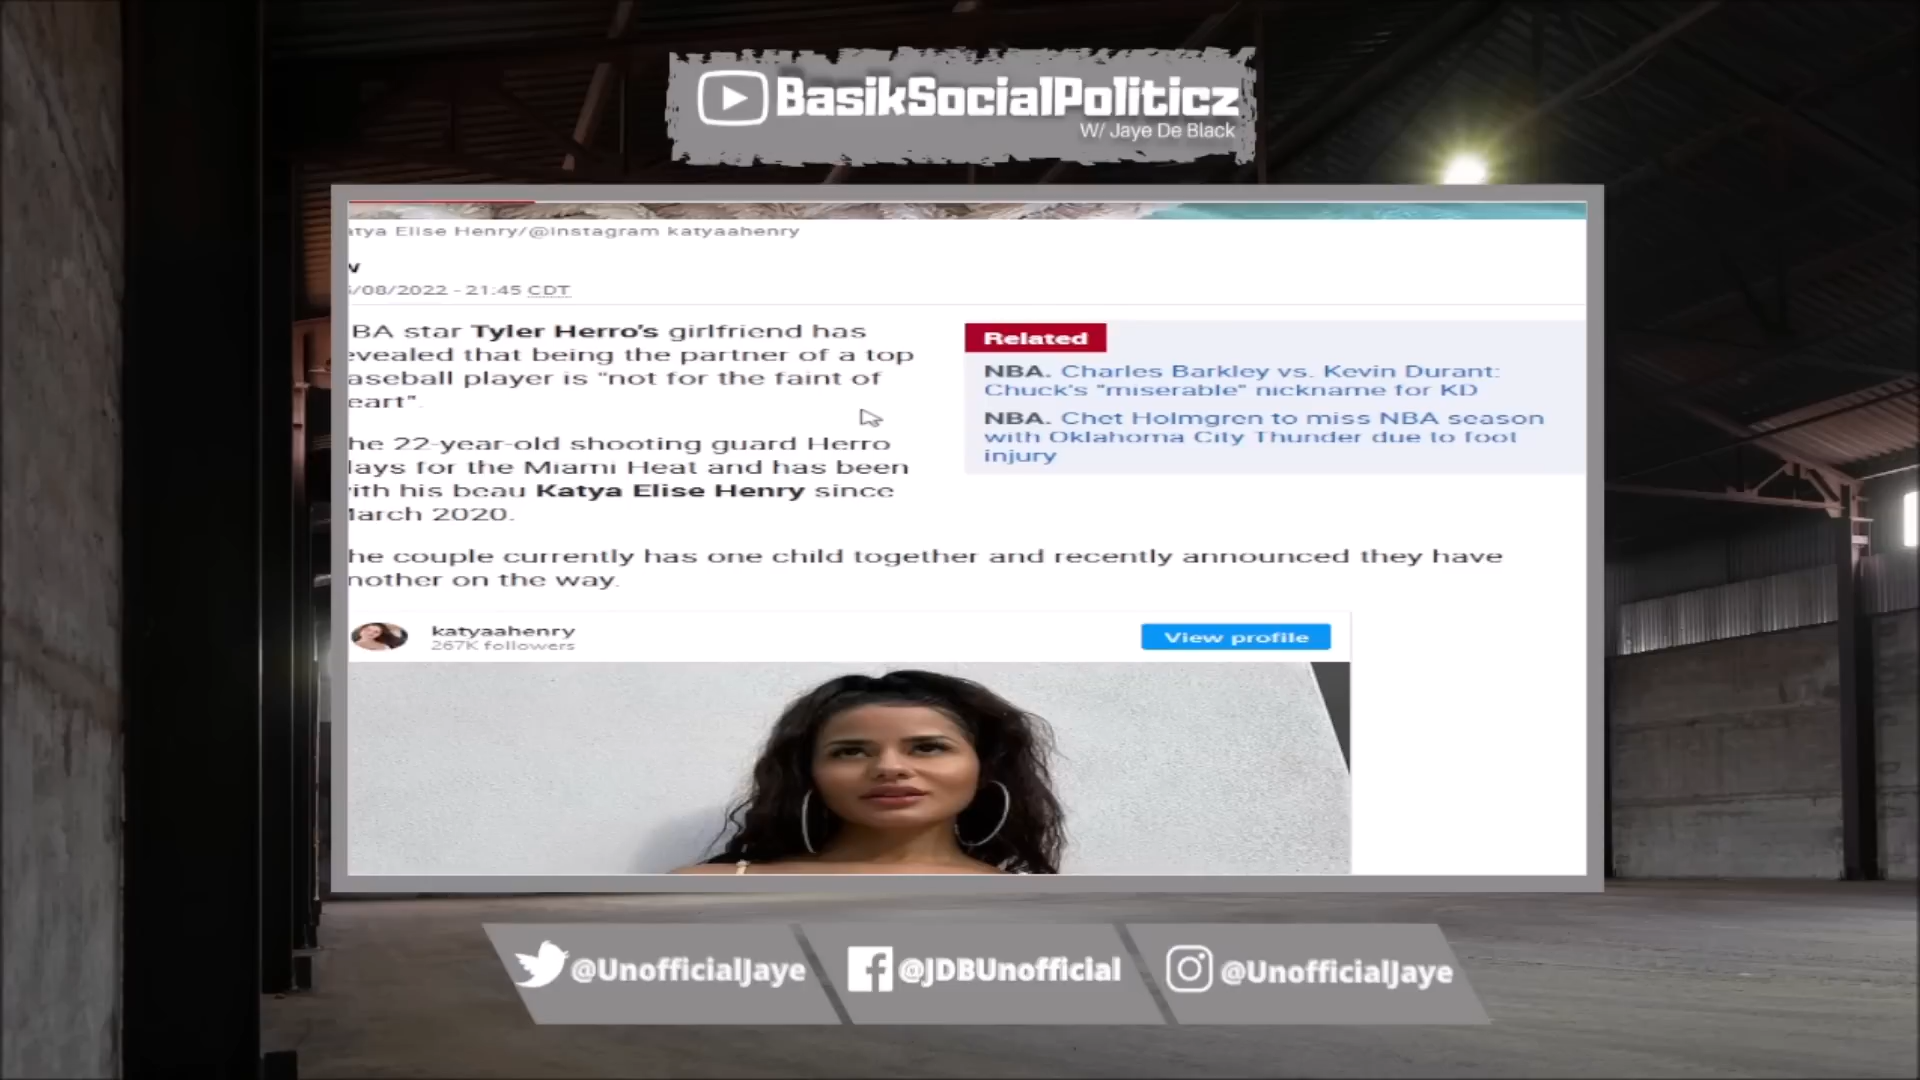 BasikSocialPoliticz
W/ Jaye De Black
atya Elise Henry/@Instagram katyaahenry
w
/08/2022 - 21:45 CDT
BA star Tyler Herro's girlfriend has
evealed that being the partner of a top
aseball player is "not for the faint of
eart".
he 22-year-old shooting guard Herro
lays for the Miami Heat and has been
ith his beau Katya Elise Henry since
March 2020.
he couple currently has one child together and recently announced they have
nother on the way.
Related
NBA. Charles Barkley vs. Kevin Durant:
Chuck's "miserable" nickname for KD
NBA. Chet Holmgren to miss NBA season
with Oklahoma City Thunder due to foot
injury
katyaahenry
267K followers
View profile
@UnofficialJaye
@JDBUnofficial
@UnofficialJaye